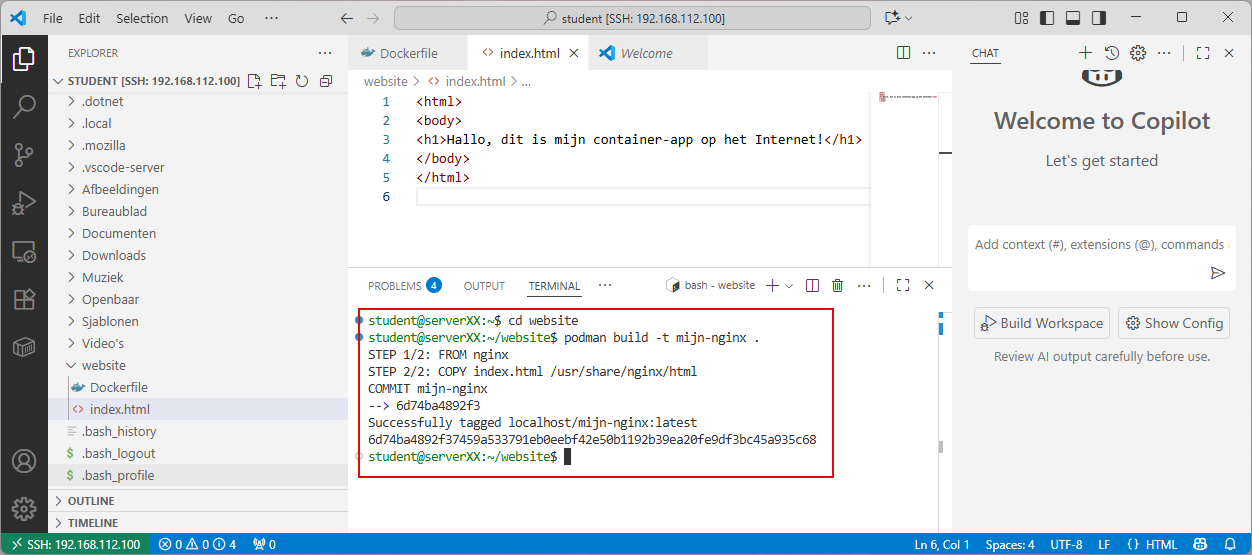 File Edit Selection View Go ···
student [SSH: 192.168.112.100]
EXPLORER
STUDENT [SSH: 192.168.112.100]
.dotnet
.local
.mozilla
.vscode-server
Afbeeldingen
Bureaublad
Documenten
Downloads
Muziek
Openbaar
Sjablonen
Video's
website
Dockerfile
index.html
.bash_history
$ .bash_logout
$ .bash_profile
OUTLINE
TIMELINE
Dockerfile
index.html
Welcome
website > index.html > ...
1 <html>
2 <body>
3 <h1>Hallo, dit is mijn container-app op het Internet!</h1>
4 </body>
5 </html>
6
PROBLEMS 4 OUTPUT TERMINAL ··· bash - website
student@serverXX:~$ cd website
student@serverXX:~/website$ podman build -t mijn-nginx .
STEP 1/2: FROM nginx
STEP 2/2: COPY index.html /usr/share/nginx/html
COMMIT mijn-nginx
--> 6d74ba4892f3
Successfully tagged localhost/mijn-nginx:latest
6d74ba4892f37459a533791eb0eebf42e50b1192b39ea20fe9df3bc45a935c68
student@serverXX:~/website$
CHAT
Welcome to Copilot
Let's get started
Add context (#), extensions (@), commands
Build Workspace
Show Config
Review AI output carefully before use.
SSH: 192.168.112.100 0 0 4 0 Ln 6, Col 1 Spaces: 4 UTF-8 LF {} HTML